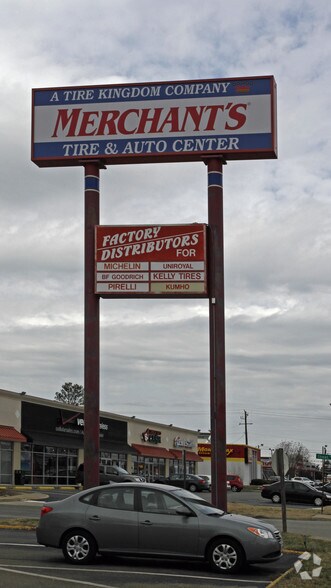 A TIRE KINGDOM COMPANY
MERCHANT'S
TIRE & AUTO CENTER
FACTORY
DISTRIBUTORS
FOR
MICHELIN UNIROYAL
BF GOODRICH KELLY TIRES
PIRELLI KUMHO